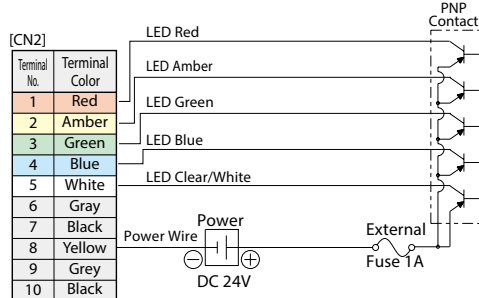 PNP
Contact
[CN2]
Terminal No. Terminal Color
1 Red
2 Amber
3 Green
4 Blue
5 White
6 Gray
7 Black
8 Yellow
9 Grey
10 Black
LED Red
LED Amber
LED Green
LED Blue
LED Clear/White
Power Wire
Power
DC 24V
External
Fuse 1A